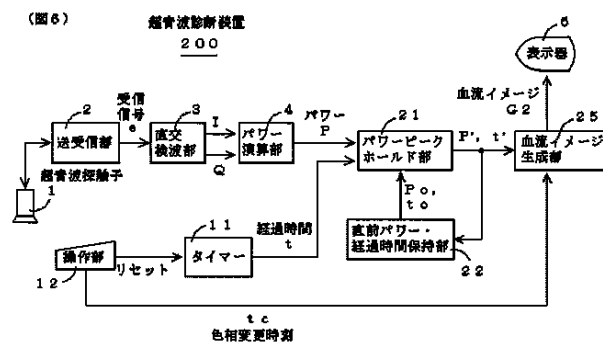 (図6)
超音波診断装置
200
6
表示器
血流イメージ
G2
受信
信号
e
2
送受信部
3
直交
検波部
I
Q
4
パワー
演算部
パワー
P
21
パワーピーク
ホールド部
P', t'
25
血流イメージ
生成部
超音波探触子
1
Po,
to
経過時間
t
11
タイマー
直前パワー・
経過時間保持部
22
操作部
12
リセット
tc
色相変更時刻